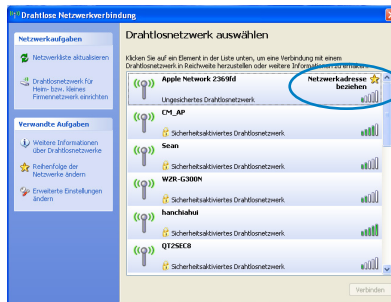 Drahtlose Netzwerkverbindung
Netzwerkaufgaben
Netzwerkliste aktualisieren
Drahtlosnetzwerk für
Heim- bzw. kleines
Firmennetzwerk einrichten
Verwandte Aufgaben
Weitere Informationen
über Drahtlosnetzwerke
Reihenfolge der
Netzwerke ändern
Erweiterte Einstellungen
ändern
Drahtlosnetzwerk auswählen
Klicken Sie auf ein Element in der Liste unten, um eine Verbindung mit einem
Drahtlosnetzwerk in Reichweite herzustellen oder weitere Informationen zu erhalten.
Apple Network 2369fd
Netzwerkadresse
beziehen
Ungesichertes Drahtlosnetzwerk
CM_AP
Sicherheitsaktiviertes Drahtlosnetzwerk
Sean
Sicherheitsaktiviertes Drahtlosnetzwerk
WZR-G300N
Sicherheitsaktiviertes Drahtlosnetzwerk
hanchiahui
Sicherheitsaktiviertes Drahtlosnetzwerk
QT2SEC8
Sicherheitsaktiviertes Drahtlosnetzwerk
Verbinden